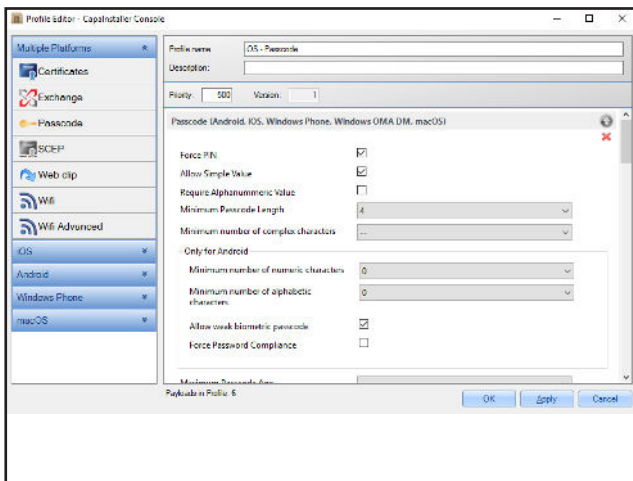 Profile Editor - CapaInstaller Console
Multiple Platforms
Certificates
Exchange
Passcode
SCEP
Web clip
Wifi
Wifi Advanced
iOS
Android
Windows Phone
macOS
Profile name
iOS - Passcode
Description:
Priority: 500 Version: 1
Passcode (Android, iOS, Windows Phone, Windows OMA DM, macOS)
Force PIN
Allow Simple Value
Require Alphanummeric Value
Minimum Passcode Length 4
Minimum number of complex characters ...
Only for Android
Minimum number of numeric characters 0
Minimum number of alphabetic 0
characters
Allow weak biometric passcode
Force Password Compliance
Maximum Passcode Age
Payloads in Profile: 6
OK Apply Cancel